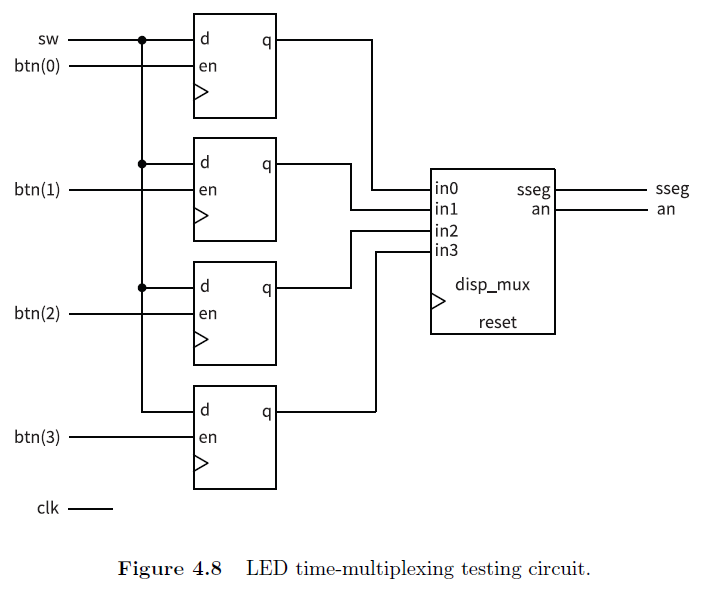 sw
d
q
btn(0)
en
d
q
btn(1)
en
in0
sseg
sseg
in1
an
an
in2
in3
d
q
disp_mux
btn(2)
en
reset
d
q
btn(3)
en
clk
Figure 4.8 LED time-multiplexing testing circuit.